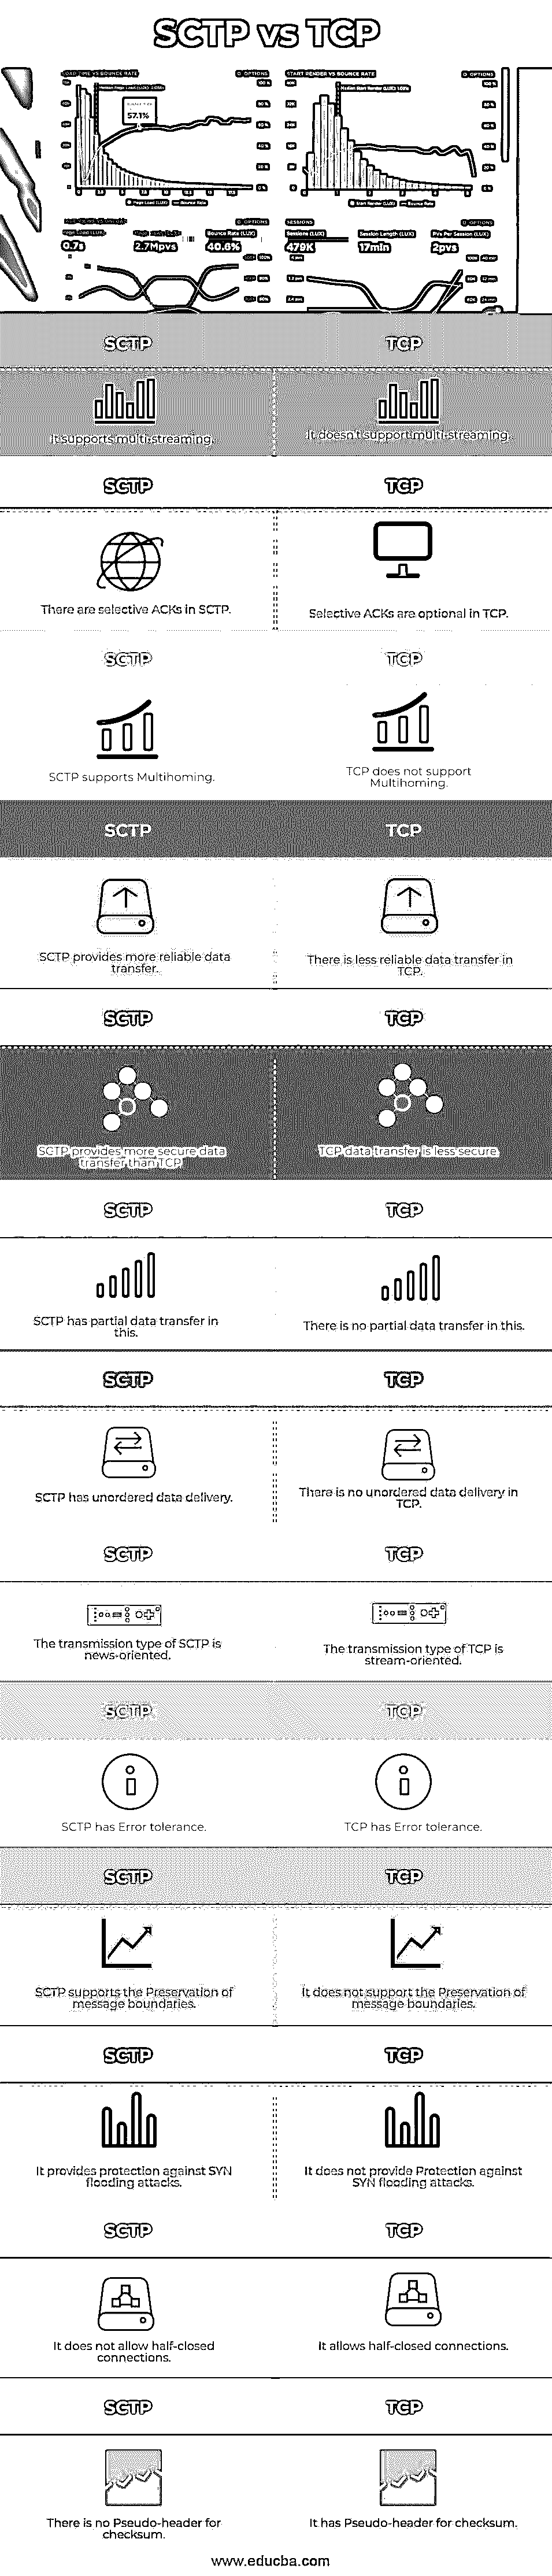 SCTP vs TCP
LOAD TIME VS BOUNCE RATE
OPTIONS
START RENDER VS BOUNCE RATE
OPTIONS
57.1%
Page Load (LUX)
Bounce Rate
Start Render (LUX)
Bounce Rate
OPTIONS
SESSIONS
OPTIONS
Bounce Rate (LUX)
Sessions (LUX)
Session Length (LUX)
PVs Per Session (LUX)
0.7s
2.7Mpvs
40.6%
479K
17min
2pvs
SCTP
TCP
It supports multi-streaming.
It doesn't support multi-streaming.
SCTP
TCP
There are selective ACKs in SCTP.
Selective ACKs are optional in TCP.
SCTP
TCP
SCTP supports Multihoming.
TCP does not support
Multihoming.
SCTP
TCP
SCTP provides more reliable data
transfer.
There is less reliable data transfer in
TCP.
SCTP
TCP
SCTP provides more secure data
transfer than TCP
TCP data transfer is less secure.
SCTP
TCP
SCTP has partial data transfer in
this.
There is no partial data transfer in this.
SCTP
TCP
SCTP has unordered data delivery.
There is no unordered data delivery in
TCP.
SCTP
TCP
The transmission type of SCTP is
news-oriented.
The transmission type of TCP is
stream-oriented.
SCTP
TCP
SCTP has Error tolerance.
TCP has Error tolerance.
SCTP
TCP
SCTP supports the Preservation of
message boundaries.
It does not support the Preservation of
message boundaries.
SCTP
TCP
It provides protection against SYN
flooding attacks.
It does not provide Protection against
SYN flooding attacks.
SCTP
TCP
It does not allow half-closed
connections.
It allows half-closed connections.
SCTP
TCP
There is no Pseudo-header for
checksum.
It has Pseudo-header for checksum.
www.educba.com